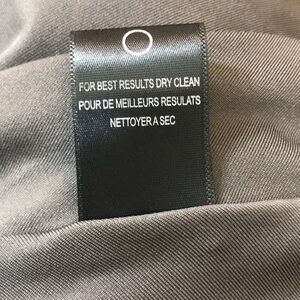 FOR BEST RESULTS DRY CLEAN
POUR DE MEILLEURS RESULATS
NETTOYER A SEC